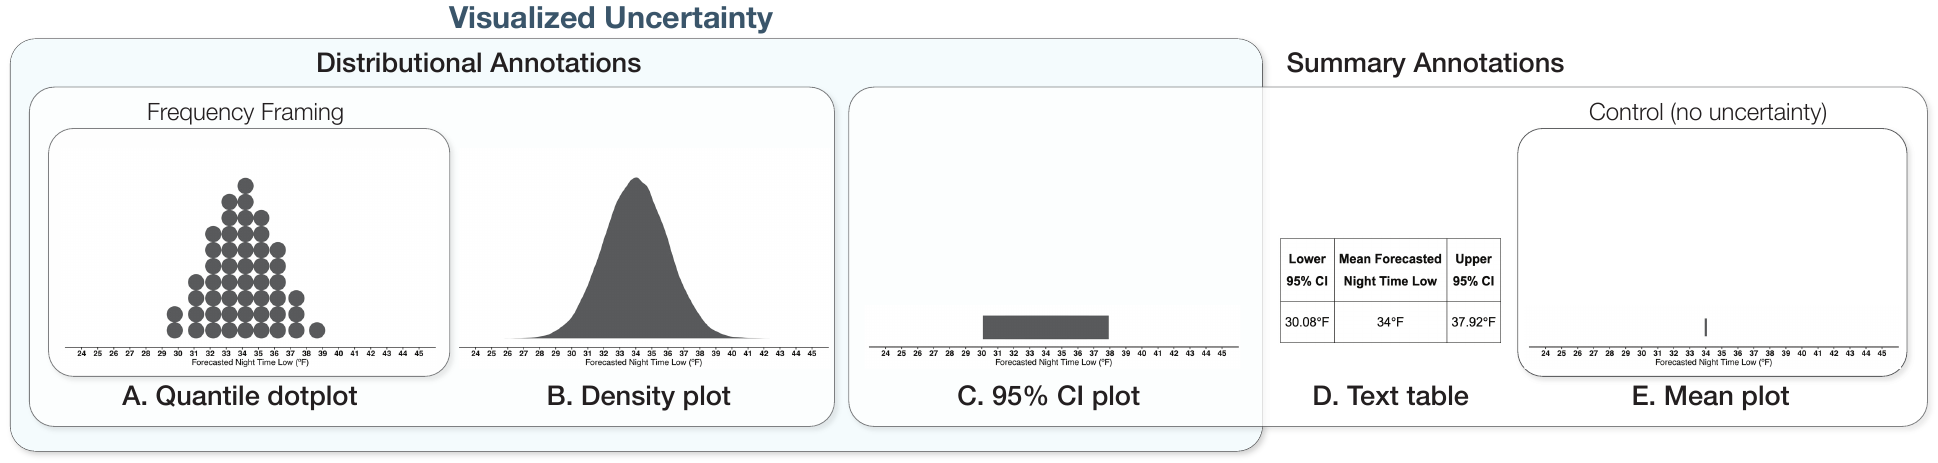 Visualized Uncertainty
Distributional Annotations
Summary Annotations
Frequency Framing
Control (no uncertainty)
24 25 26 27 28 29 30 31 32 33 34 35 36 37 38 39 40 41 42 43 44 45
Forecasted Night Time Low (°F)
A. Quantile dotplot
24 25 26 27 28 29 30 31 32 33 34 35 36 37 38 39 40 41 42 43 44 45
Forecasted Night Time Low (°F)
B. Density plot
24 25 26 27 28 29 30 31 32 33 34 35 36 37 38 39 40 41 42 43 44 45
Forecasted Night Time Low (°F)
C. 95% CI plot
Lower 95% CI
Mean Forecasted Night Time Low
Upper 95% CI
30.08°F 34°F 37.92°F
D. Text table
24 25 26 27 28 29 30 31 32 33 34 35 36 37 38 39 40 41 42 43 44 45
Forecasted Night Time Low (°F)
E. Mean plot